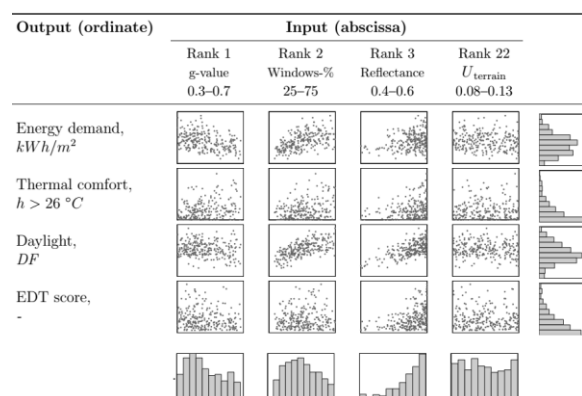 Output (ordinate) Input (abscissa)
Rank 1 Rank 2 Rank 3 Rank 22
g-value Windows-% Reflectance U_terrain
0.3–0.7 25–75 0.4–0.6 0.08–0.13
Energy demand,
kWh/m²
Thermal comfort,
h > 26 °C
Daylight,
DF
EDT score,
-